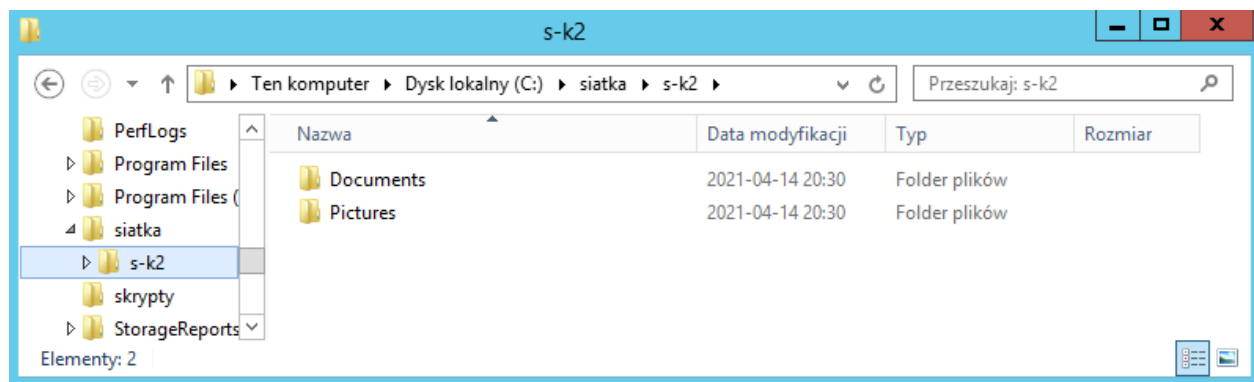 s-k2
Ten komputer Dysk lokalny (C:) siatka s-k2
Przeszukaj: s-k2
PerfLogs
Program Files
Program Files (
siatka
s-k2
skrypty
StorageReports
Nazwa Data modyfikacji Typ Rozmiar
Documents 2021-04-14 20:30 Folder plików
Pictures 2021-04-14 20:30 Folder plików
Elementy: 2